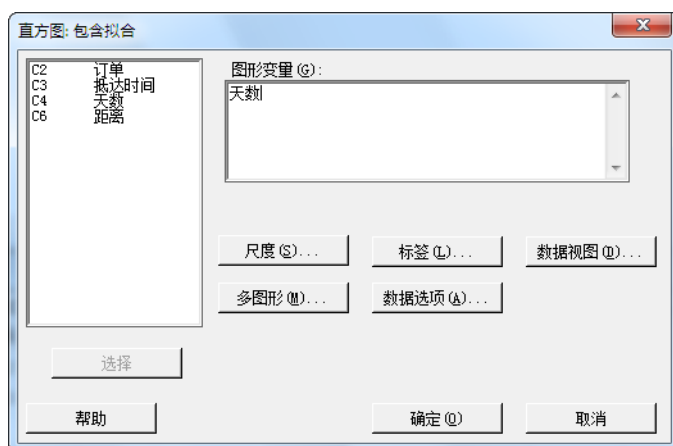 直方图: 包含拟合
C2 订单
C3 抵达时间
C4 天数
C6 距离
图形变量(G):
天数
尺度(S)...
标签(L)...
数据视图(D)...
多图形(M)...
数据选项(A)...
选择
帮助
确定(O)
取消